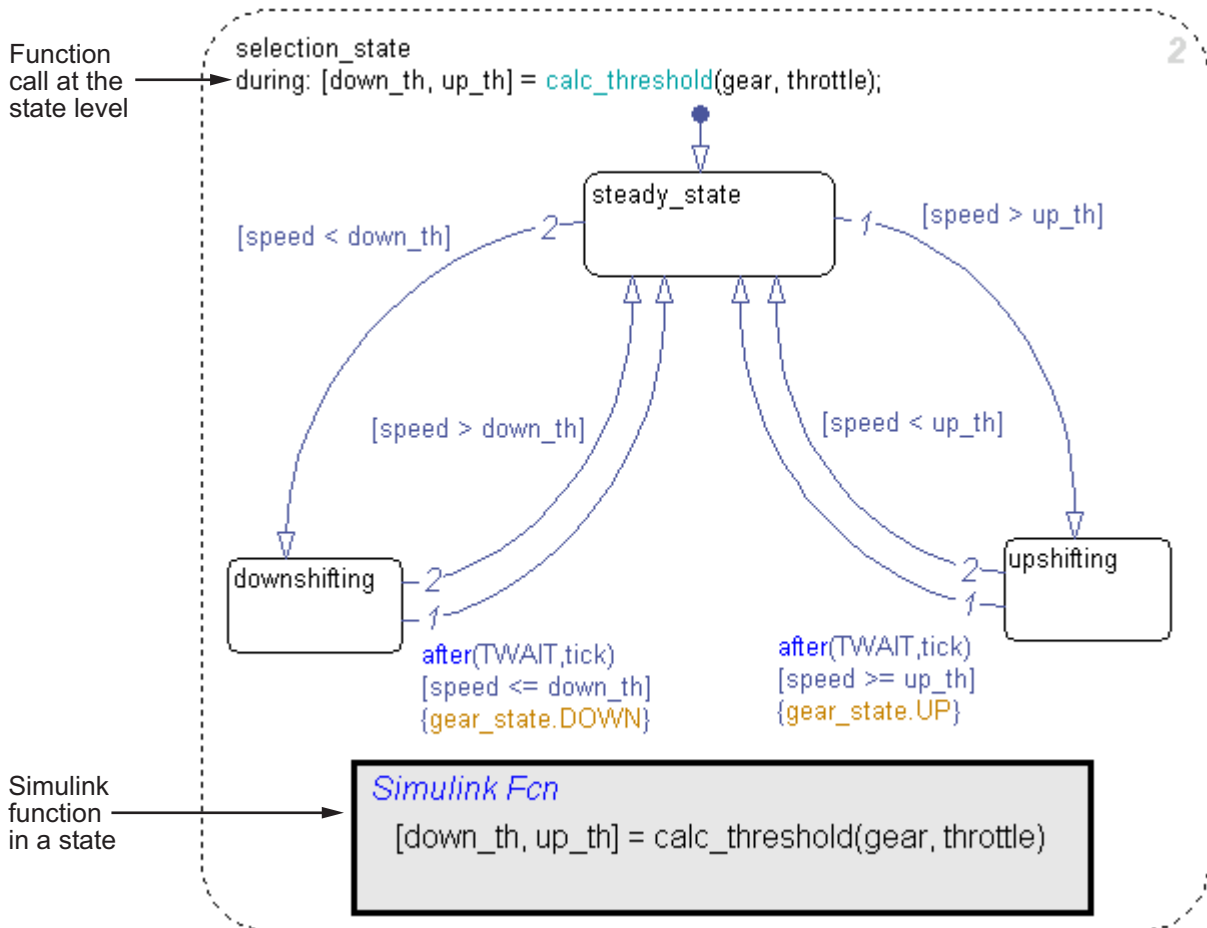 Function
call at the
state level
selection_state
2
during: [down_th, up_th] = calc_threshold(gear, throttle);
steady_state
[speed < down_th]
2
1
[speed > up_th]
[speed > down_th]
[speed < up_th]
downshifting
2
1
upshifting
2
1
after(TWAIT,tick)
[speed <= down_th]
{gear_state.DOWN}
after(TWAIT,tick)
[speed >= up_th]
{gear_state.UP}
Simulink
function
in a state
Simulink Fcn
[down_th, up_th] = calc_threshold(gear, throttle)